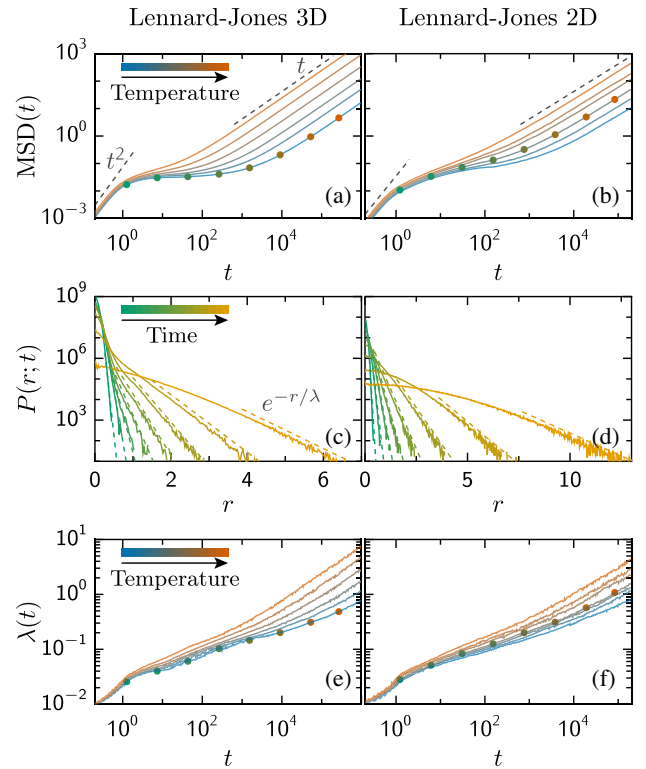 Lennard-Jones 3D Lennard-Jones 2D
10^3
10^0
10^-3
MSD(t)
Temperature
t
t^2
(a)
(b)
10^0 10^2 10^4
10^0 10^2 10^4
t
t
10^9
10^6
10^3
P(r;t)
Time
e^{-r/λ}
(c)
(d)
0 2 4 6
0 5 10
r
r
10^1
10^0
10^-1
10^-2
λ(t)
Temperature
(e)
(f)
10^0 10^2 10^4
10^0 10^2 10^4
t
t